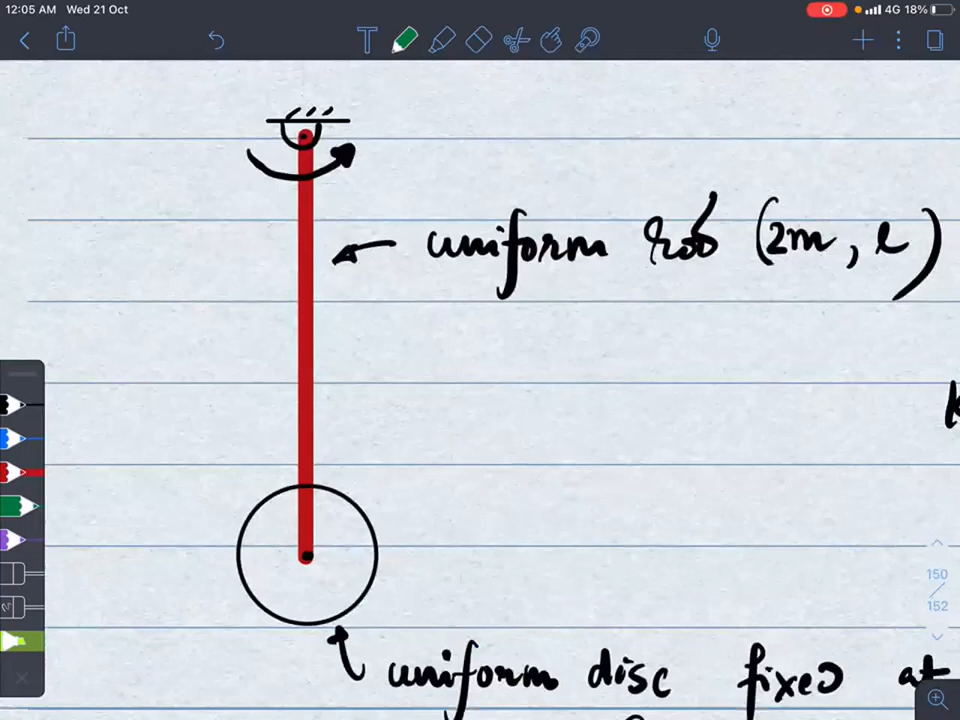 12:05 AM Wed 21 Oct
4G 18%
uniform rod (2m, l)
150
152
uniform disc fixed at